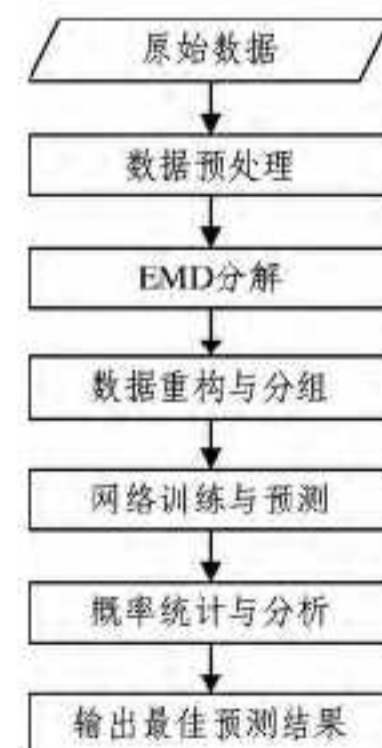 原始数据
数据预处理
EMD分解
数据重构与分组
网络训练与预测
概率统计与分析
输出最佳预测结果